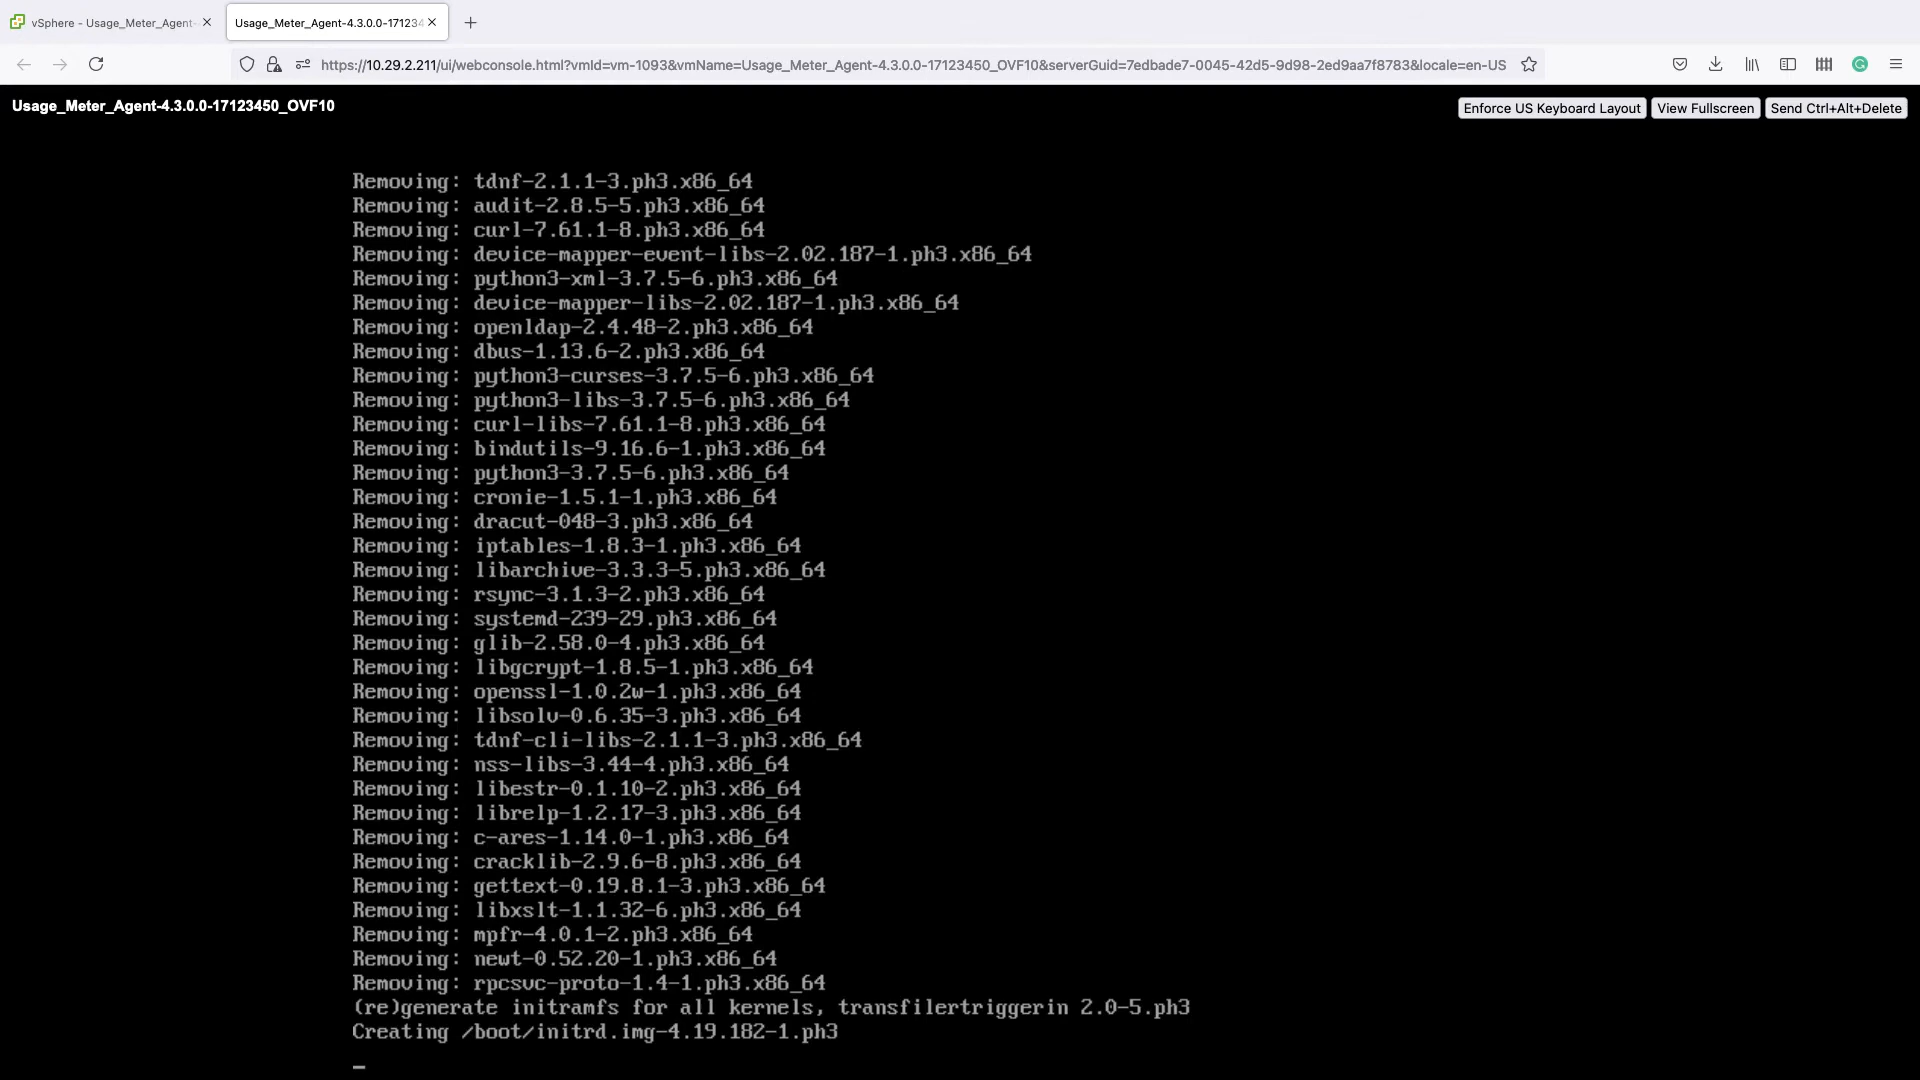 vSphere - Usage_Meter_Agent-
Usage_Meter_Agent-4.3.0.0-17123
https://10.29.2.211/ui/webconsole.html?vmId=vm-1093&vmName=Usage_Meter_Agent-4.3.0.0-17123450_OVF10&serverGuid=7edbade7-0045-42d5-9d98-2ed9aa7f8783&locale=en-US
Usage_Meter_Agent-4.3.0.0-17123450_OVF10
Enforce US Keyboard Layout
View Fullscreen
Send Ctrl+Alt+Delete
Removing: tdnf-2.1.1-3.ph3.x86_64
Removing: audit-2.8.5-5.ph3.x86_64
Removing: curl-7.61.1-8.ph3.x86_64
Removing: device-mapper-event-libs-2.02.187-1.ph3.x86_64
Removing: python3-xml-3.7.5-6.ph3.x86_64
Removing: device-mapper-libs-2.02.187-1.ph3.x86_64
Removing: openldap-2.4.48-2.ph3.x86_64
Removing: dbus-1.13.6-2.ph3.x86_64
Removing: python3-curses-3.7.5-6.ph3.x86_64
Removing: python3-libs-3.7.5-6.ph3.x86_64
Removing: curl-libs-7.61.1-8.ph3.x86_64
Removing: bindutils-9.16.6-1.ph3.x86_64
Removing: python3-3.7.5-6.ph3.x86_64
Removing: cronie-1.5.1-1.ph3.x86_64
Removing: dracut-048-3.ph3.x86_64
Removing: iptables-1.8.3-1.ph3.x86_64
Removing: libarchive-3.3.3-5.ph3.x86_64
Removing: rsync-3.1.3-2.ph3.x86_64
Removing: systemd-239-29.ph3.x86_64
Removing: glib-2.58.0-4.ph3.x86_64
Removing: libgcrypt-1.8.5-1.ph3.x86_64
Removing: openssl-1.0.2w-1.ph3.x86_64
Removing: libsolv-0.6.35-3.ph3.x86_64
Removing: tdnf-cli-libs-2.1.1-3.ph3.x86_64
Removing: nss-libs-3.44-4.ph3.x86_64
Removing: libestr-0.1.10-2.ph3.x86_64
Removing: librelp-1.2.17-3.ph3.x86_64
Removing: c-ares-1.14.0-1.ph3.x86_64
Removing: cracklib-2.9.6-8.ph3.x86_64
Removing: gettext-0.19.8.1-3.ph3.x86_64
Removing: libxslt-1.1.32-6.ph3.x86_64
Removing: mpfr-4.0.1-2.ph3.x86_64
Removing: newt-0.52.20-1.ph3.x86_64
Removing: rpcsvc-proto-1.4-1.ph3.x86_64
(re)generate initramfs for all kernels, transfilertriggerin 2.0-5.ph3
Creating /boot/initrd.img-4.19.182-1.ph3
_